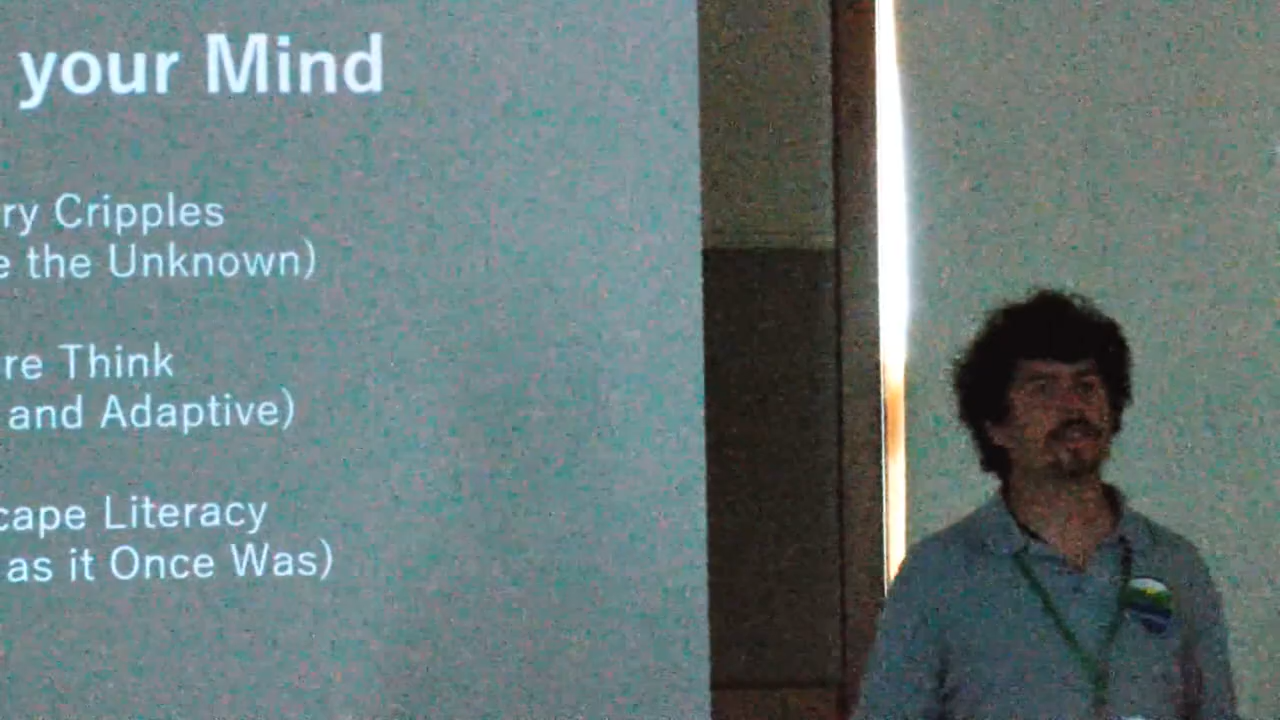 your Mind
ry Cripples
e the Unknown)
re Think
and Adaptive)
cape Literacy
as it Once Was)